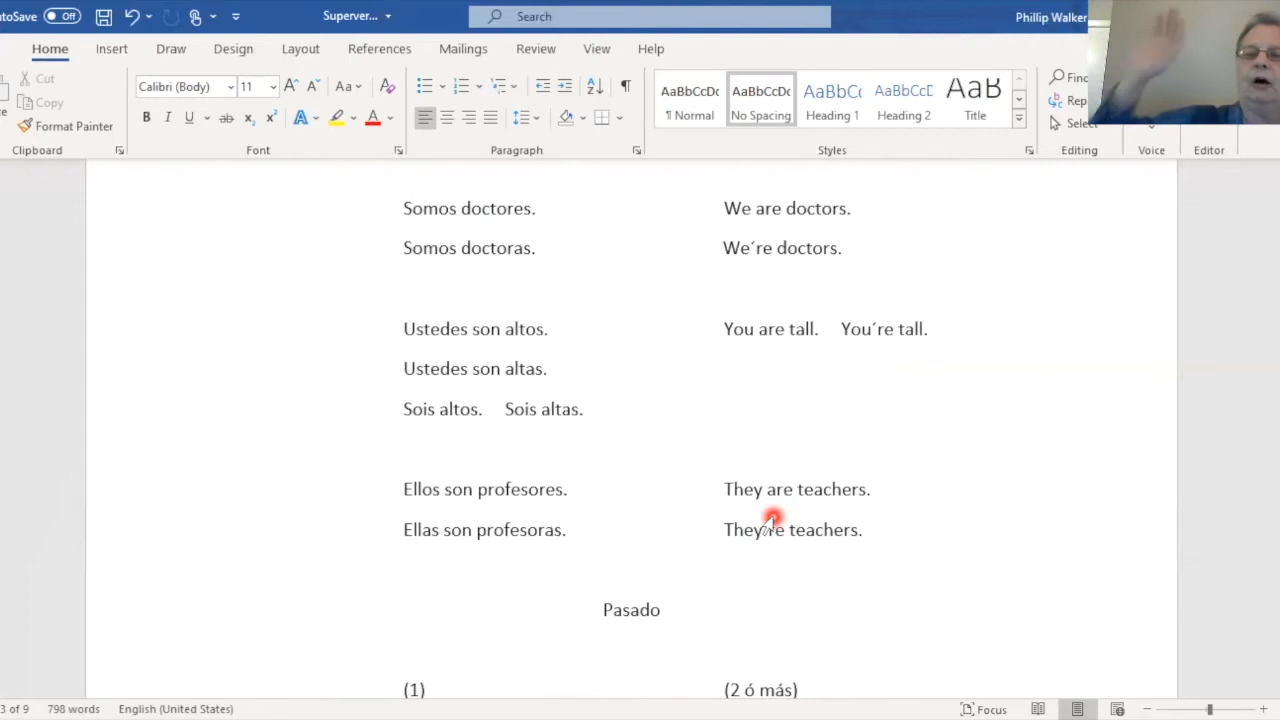 AutoSave Off Superver... Search Phillip Walker
Home Insert Draw Design Layout References Mailings Review View Help
Cut
Copy
Format Painter
Clipboard
Calibri (Body) 11
Font
Paragraph
AaBbCcDc AaBbCcDc AaBbCc AaBbCcD AaB
¶ Normal No Spacing Heading 1 Heading 2 Title
Styles
Find
Rep
Select
Editing Voice Editor
Somos doctores. We are doctors.
Somos doctoras. We´re doctors.
Ustedes son altos. You are tall. You´re tall.
Ustedes son altas.
Sois altos. Sois altas.
Ellos son profesores. They are teachers.
Ellas son profesoras. They´re teachers.
Pasado
(1) (2 ó más)
3 of 9 798 words English (United States) Focus